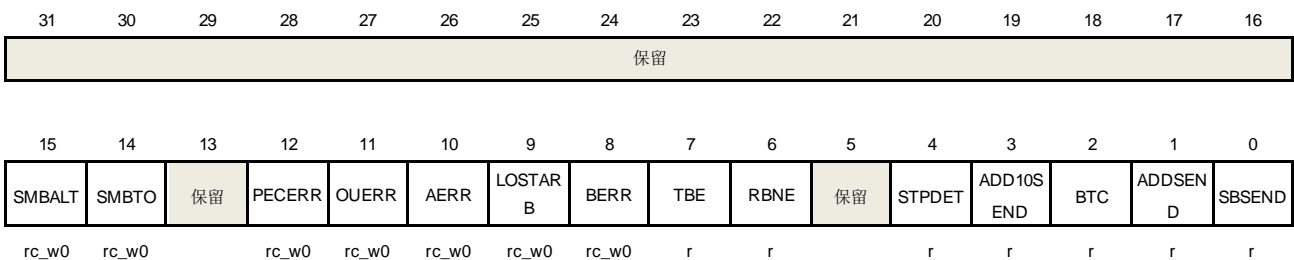 31 30 29 28 27 26 25 24 23 22 21 20 19 18 17 16
保留
15 14 13 12 11 10 9 8 7 6 5 4 3 2 1 0
SMBALT SMBTO 保留 PECERR OUERR AERR LOSTAR BERR TBE RBNE 保留 STPDET ADD10S BTC ADDSEN SBSEND
B END D
rc_w0 rc_w0 rc_w0 rc_w0 rc_w0 rc_w0 rc_w0 r r r r r r r